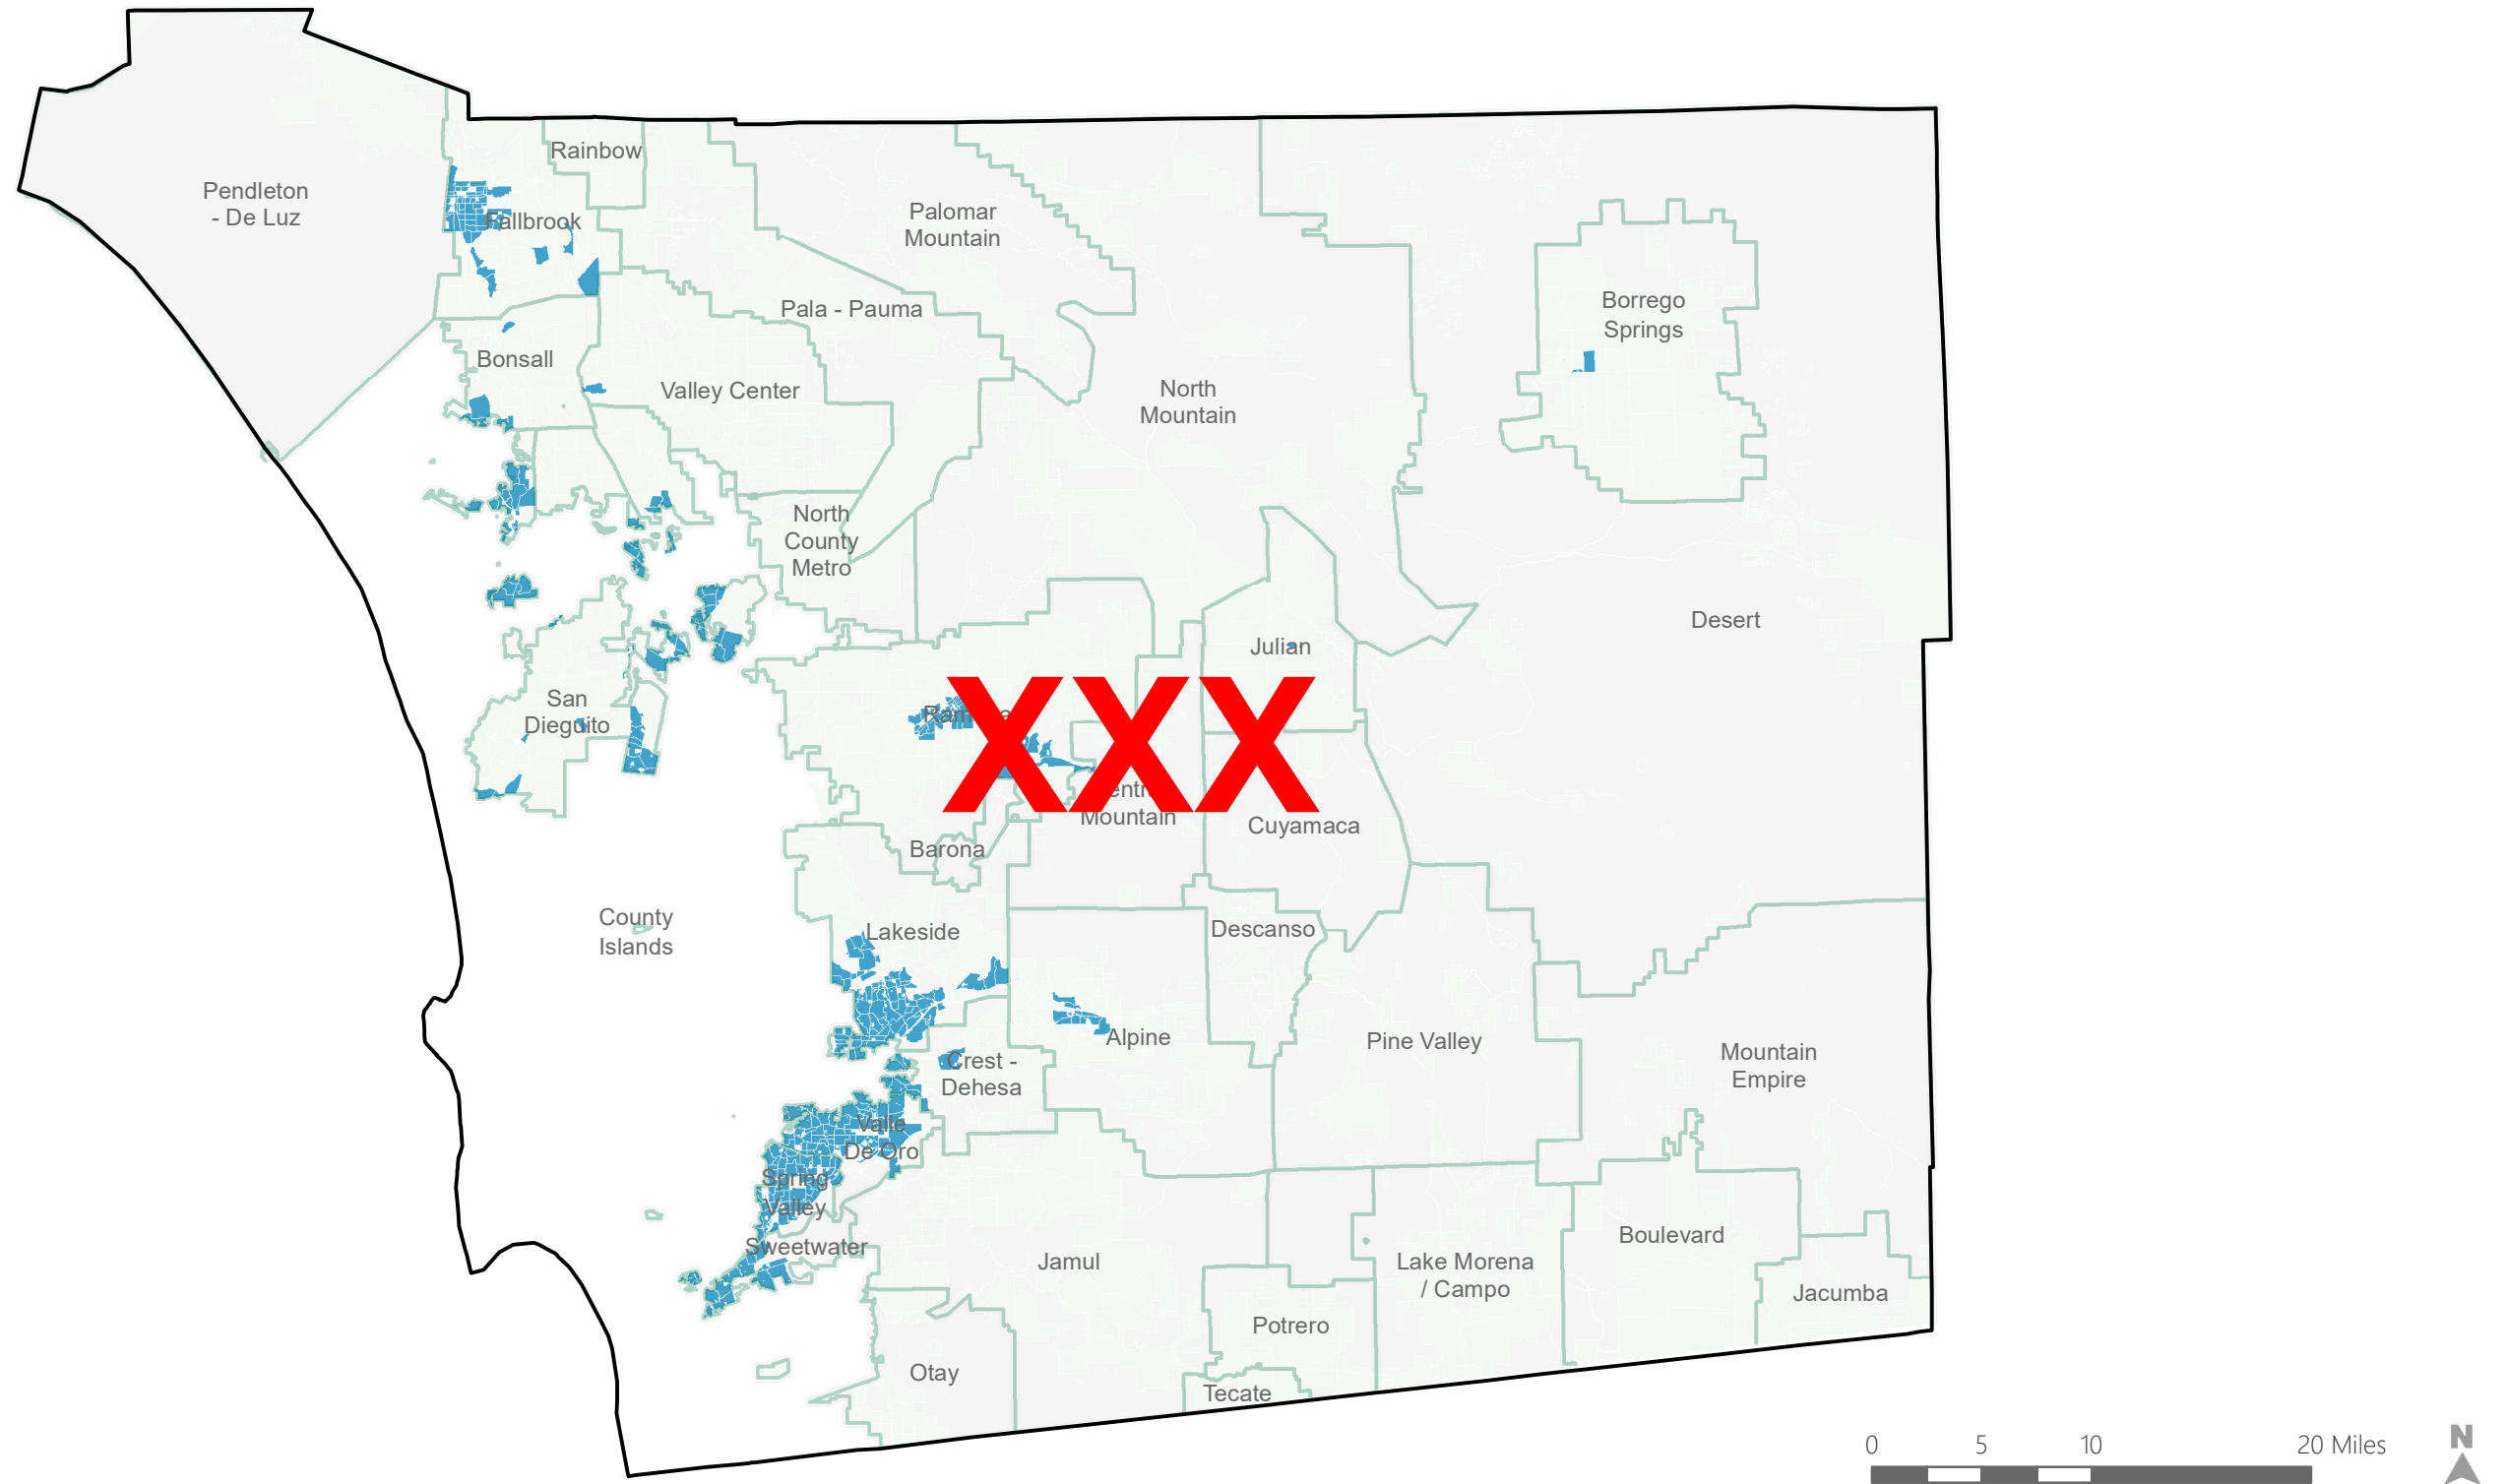 Rainbow
Pendleton
- De Luz
Fallbrook
Palomar
Mountain
Borrego
Springs
Pala - Pauma
Bonsall
Valley Center
North
Mountain
North
County
Metro
Desert
Julian
San
Dieguito
XXX
Mountain
Cuyamaca
Barona
County
Islands
Lakeside
Descanso
Alpine
Pine Valley
Crest -
Dehesa
Mountain
Empire
Valle
De Oro
Spring
Valley
Sweetwater
Jamul
Lake Morena
/ Campo
Boulevard
Jacumba
Potrero
Otay
Tecate
0 5 10 20 Miles
N